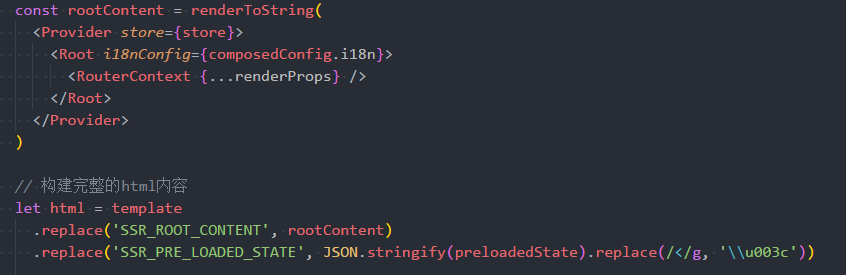 const rootContent = renderToString(
  <Provider store={store}>
    <Root i18nConfig={composedConfig.i18n}>
      <RouterContext {...renderProps} />
    </Root>
  </Provider>
)

// 构建完整的html内容
let html = template
  .replace('SSR_ROOT_CONTENT', rootContent)
  .replace('SSR_PRE_LOADED_STATE', JSON.stringify(preloadedState).replace(/</g, '\\u003c'))